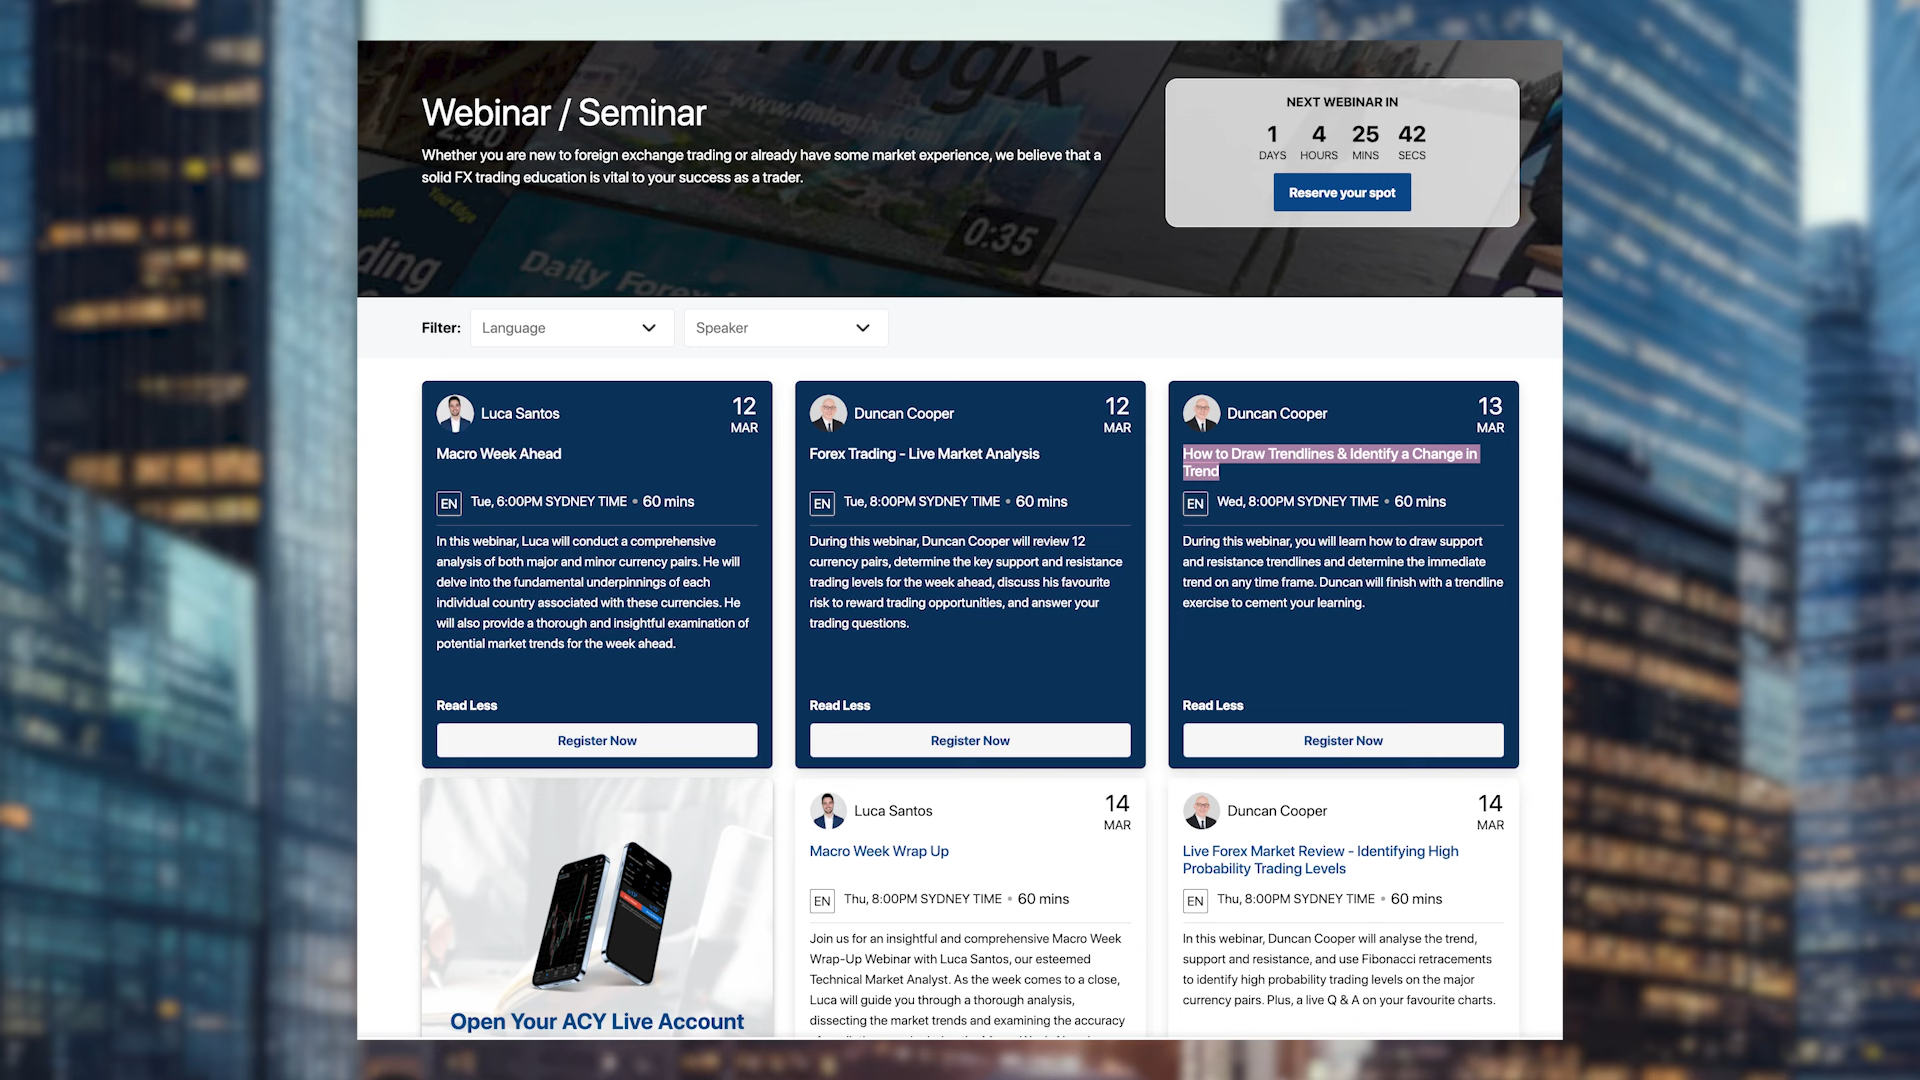 finlogix
www.finlogix.com
2:40
Webinar / Seminar
Whether you are new to foreign exchange trading or already have some market experience, we believe that a
solid FX trading education is vital to your success as a trader.
Your Edge
0:35
Daily Forex
NEXT WEBINAR IN
1 4 25 42
DAYS HOURS MINS SECS
Reserve your spot
Filter: Language Speaker
Luca Santos
12
MAR
Macro Week Ahead
EN Tue, 6:00PM SYDNEY TIME • 60 mins
In this webinar, Luca will conduct a comprehensive
analysis of both major and minor currency pairs. He will
delve into the fundamental underpinnings of each
individual country associated with these currencies. He
will also provide a thorough and insightful examination of
potential market trends for the week ahead.
Read Less
Register Now
Duncan Cooper
12
MAR
Forex Trading - Live Market Analysis
EN Tue, 8:00PM SYDNEY TIME • 60 mins
During this webinar, Duncan Cooper will review 12
currency pairs, determine the key support and resistance
trading levels for the week ahead, discuss his favourite
risk to reward trading opportunities, and answer your
trading questions.
Read Less
Register Now
Duncan Cooper
13
MAR
How to Draw Trendlines & Identify a Change in
Trend
EN Wed, 8:00PM SYDNEY TIME • 60 mins
During this webinar, you will learn how to draw support
and resistance trendlines and determine the immediate
trend on any time frame. Duncan will finish with a trendline
exercise to cement your learning.
Read Less
Register Now
Open Your ACY Live Account
Luca Santos
14
MAR
Macro Week Wrap Up
EN Thu, 8:00PM SYDNEY TIME • 60 mins
Join us for an insightful and comprehensive Macro Week
Wrap-Up Webinar with Luca Santos, our esteemed
Technical Market Analyst. As the week comes to a close,
Luca will guide you through a thorough analysis,
dissecting the market trends and examining the accuracy
Duncan Cooper
14
MAR
Live Forex Market Review - Identifying High
Probability Trading Levels
EN Thu, 8:00PM SYDNEY TIME • 60 mins
In this webinar, Duncan Cooper will analyse the trend,
support and resistance, and use Fibonacci retracements
to identify high probability trading levels on the major
currency pairs. Plus, a live Q & A on your favourite charts.